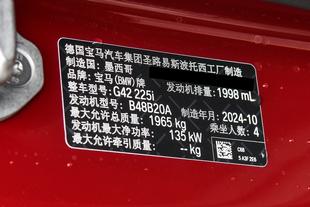 德国宝马汽车集团圣路易斯波托西工厂制造
制造国：墨西哥
品牌：宝马(BMW)牌
整车型号：G42 225i 发动机排量：1998 mL
发动机型号：B48B20A
最大允许总质量：1965 kg 制造年月：2024-10
发动机最大净功率：135 kW 乘坐人数：4
最大允许牵引质量：-- kg
CBB